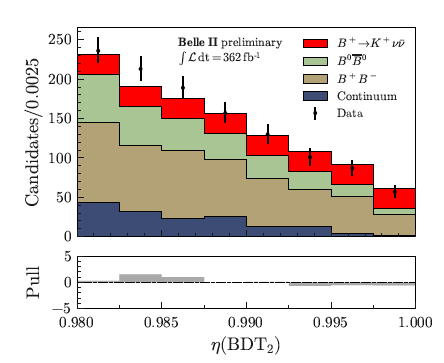 Belle II preliminary
∫ℒ dt = 362 fb⁻¹
B⁺→K⁺νν̄
B⁰B̄⁰
B⁺B⁻
Continuum
Data
Candidates/0.0025
250
200
150
100
50
0
Pull
5
0
−5
0.980 0.985 0.990 0.995 1.000
η(BDT₂)